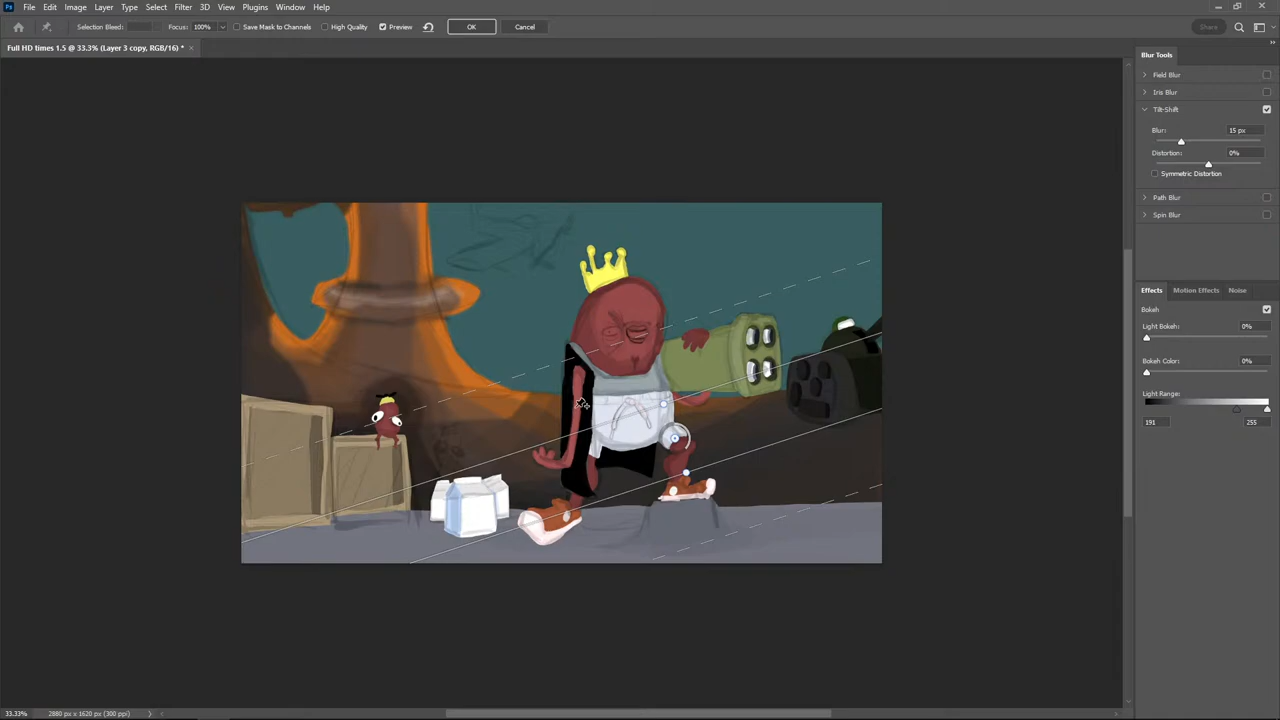 Ps File Edit Image Layer Type Select Filter 3D View Plugins Window Help
Selection Bleed: Focus: 100% Save Mask to Channels High Quality Preview OK Cancel Share
Full HD times 1.5 @ 33.3% (Layer 3 copy, RGB/16) * ×
Blur Tools
Field Blur
Iris Blur
Tilt-Shift
Blur: 15 px
Distortion: 0%
Symmetric Distortion
Path Blur
Spin Blur
Effects Motion Effects Noise
Bokeh
Light Bokeh: 0%
Bokeh Color: 0%
Light Range:
191 255
33.33% 2880 px x 1620 px (300 ppi)